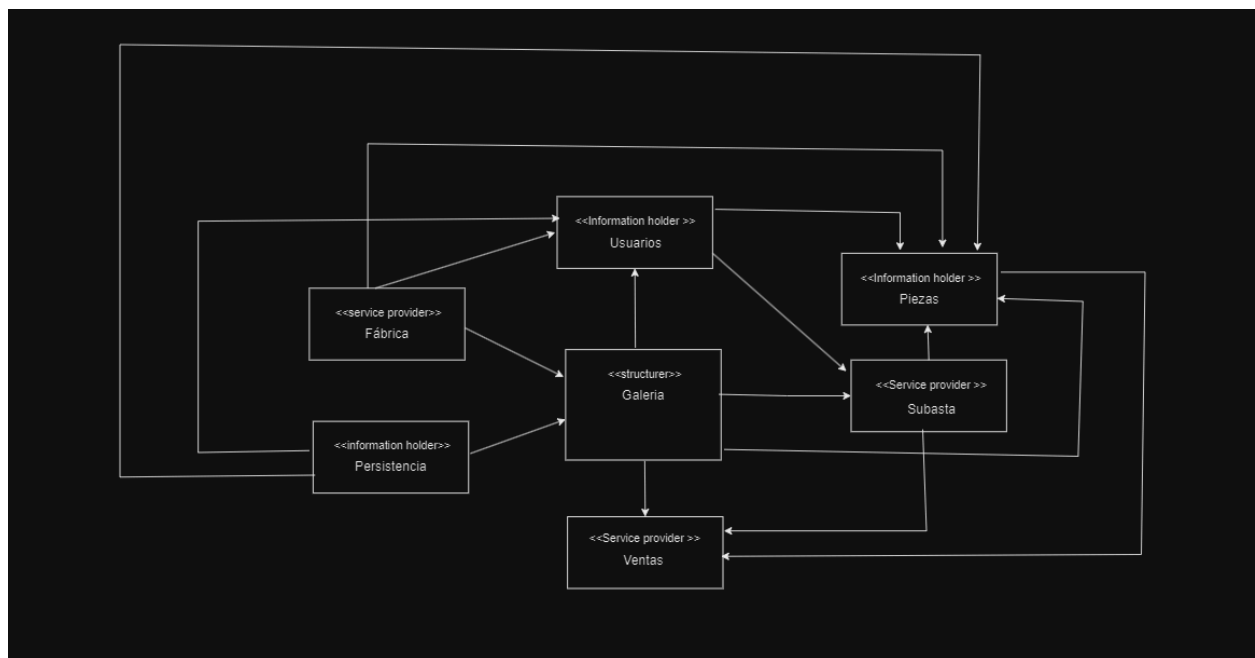 <<Information holder >>
Usuarios
<<Information holder >>
Piezas
<<service provider>>
Fábrica
<<structurer>>
Galeria
<<Service provider >>
Subasta
<<information holder>>
Persistencia
<<Service provider >>
Ventas